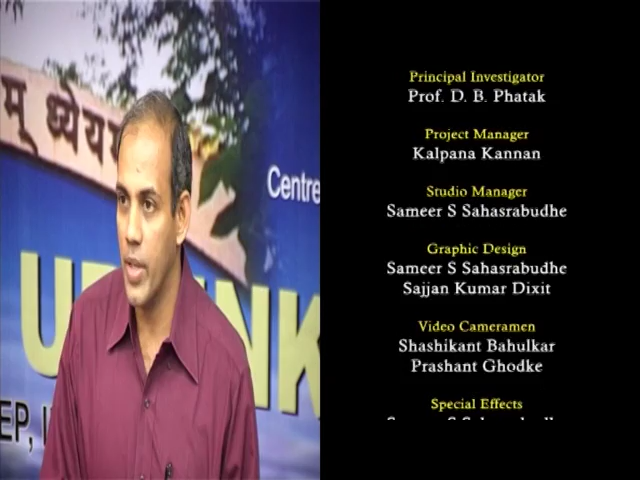 म् ध्येयम
Centre
EP, I
Principal Investigator
Prof. D. B. Phatak
Project Manager
Kalpana Kannan
Studio Manager
Sameer S Sahasrabudhe
Graphic Design
Sameer S Sahasrabudhe
Sajjan Kumar Dixit
Video Cameramen
Shashikant Bahulkar
Prashant Ghodke
Special Effects